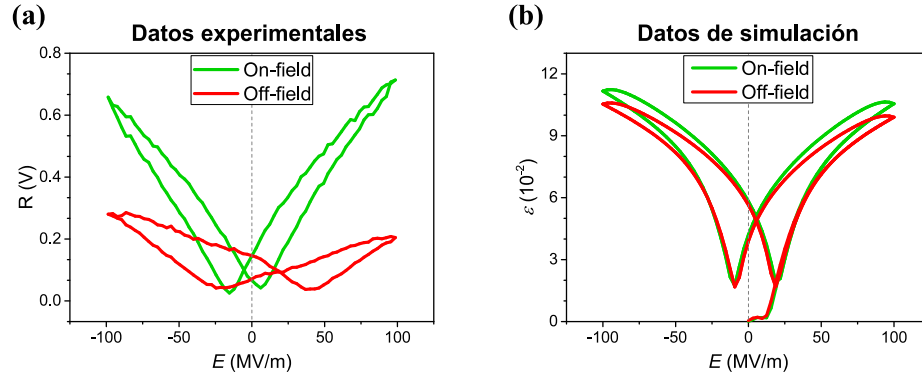 (a)
Datos experimentales
On-field
Off-field
R (V)
0.8
0.6
0.4
0.2
0.0
-100
-50
0
50
100
E (MV/m)
(b)
Datos de simulación
On-field
Off-field
ε (10⁻²)
12
9
6
3
0
-100
-50
0
50
100
E (MV/m)